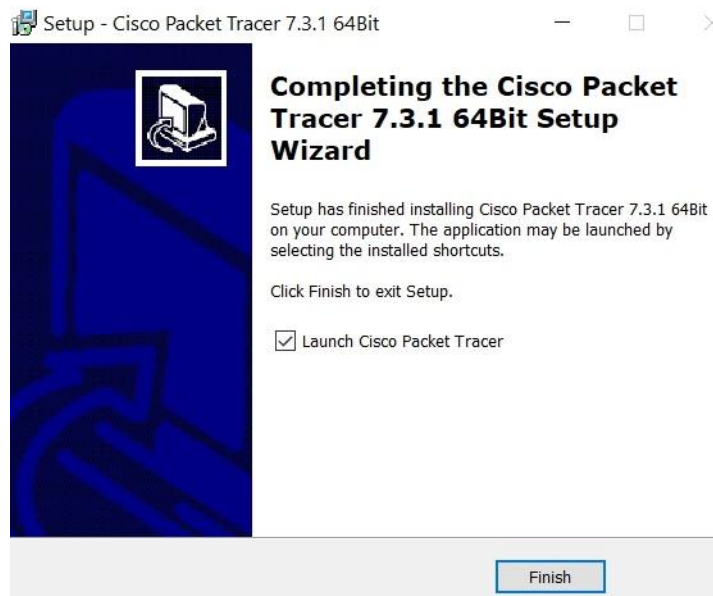 Setup - Cisco Packet Tracer 7.3.1 64Bit
Completing the Cisco Packet
Tracer 7.3.1 64Bit Setup
Wizard
Setup has finished installing Cisco Packet Tracer 7.3.1 64Bit
on your computer. The application may be launched by
selecting the installed shortcuts.
Click Finish to exit Setup.
Launch Cisco Packet Tracer
Finish